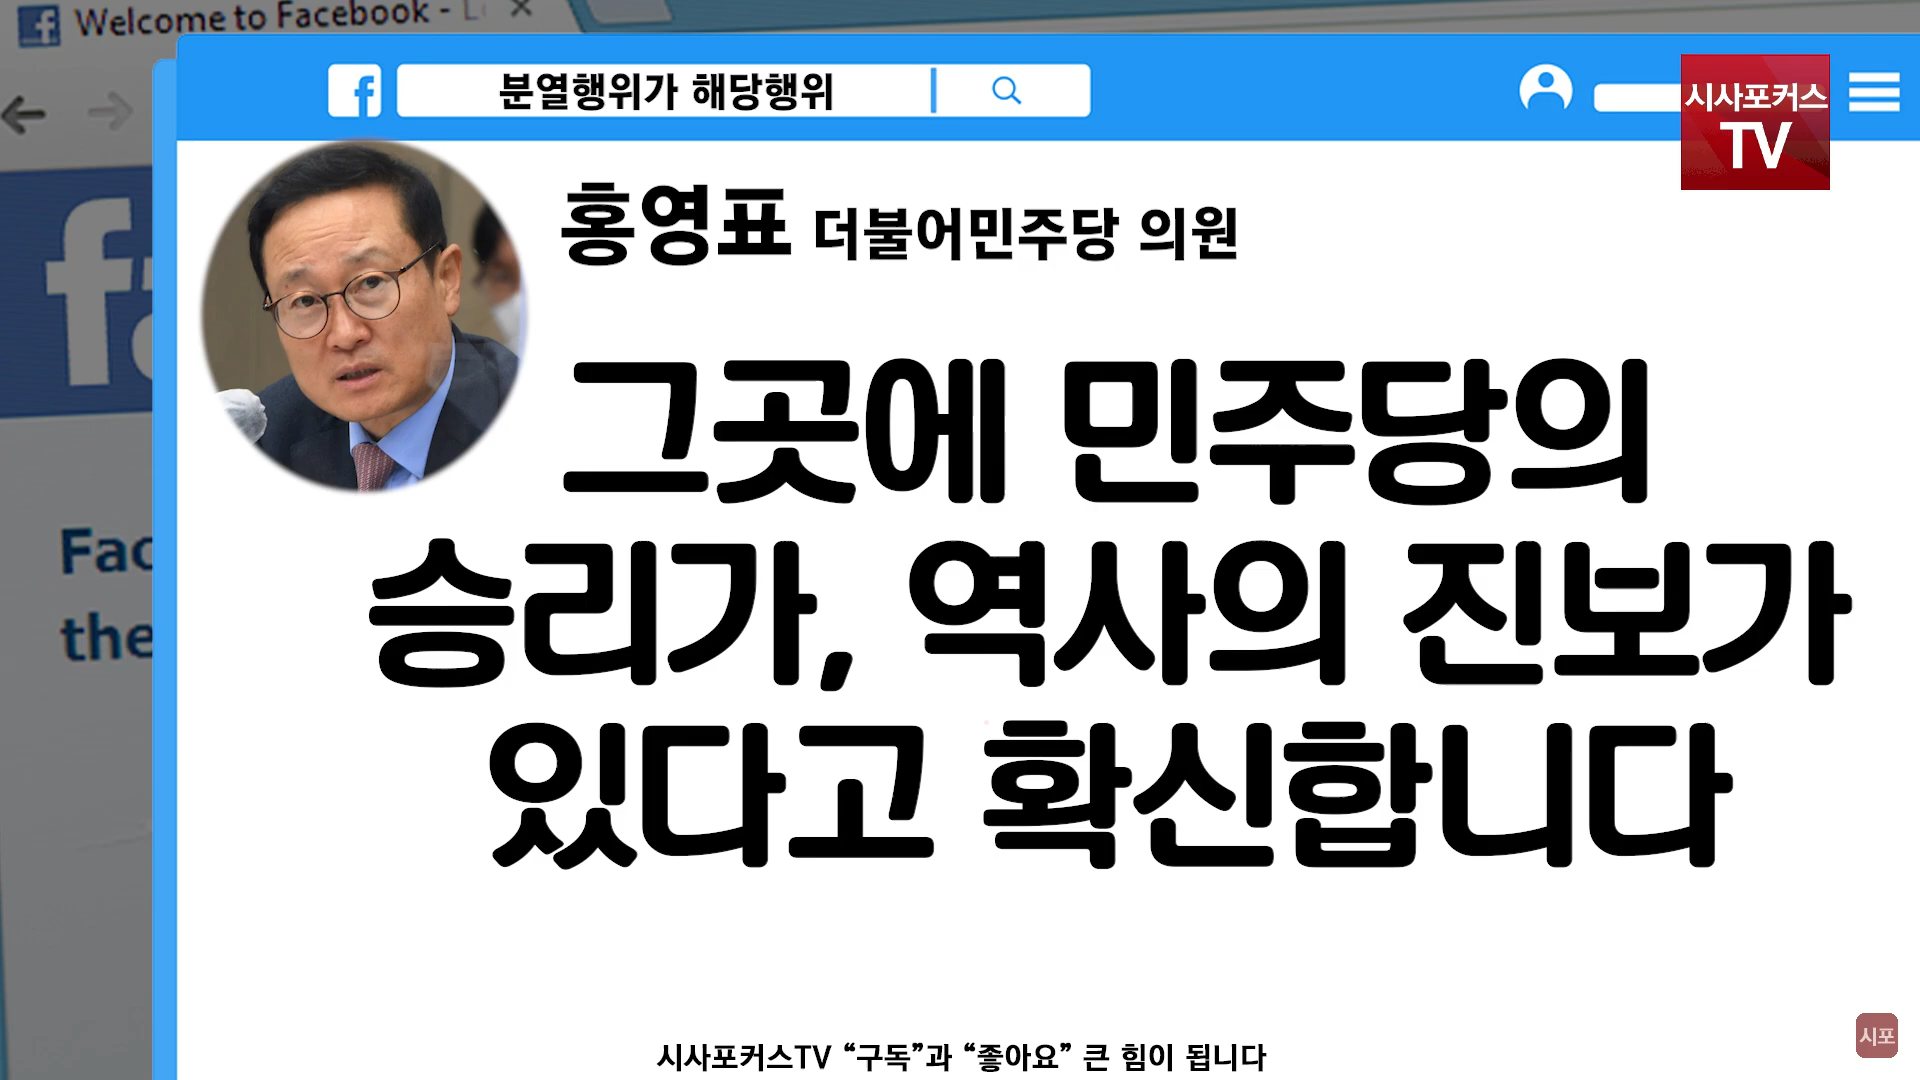 Welcome to Facebook -
분열행위가 해당행위
시사포커스
TV
홍영표 더불어민주당 의원
그곳에 민주당의
승리가, 역사의 진보가
있다고 확신합니다
Fac
the
시포
시사포커스TV “구독”과 “좋아요” 큰 힘이 됩니다